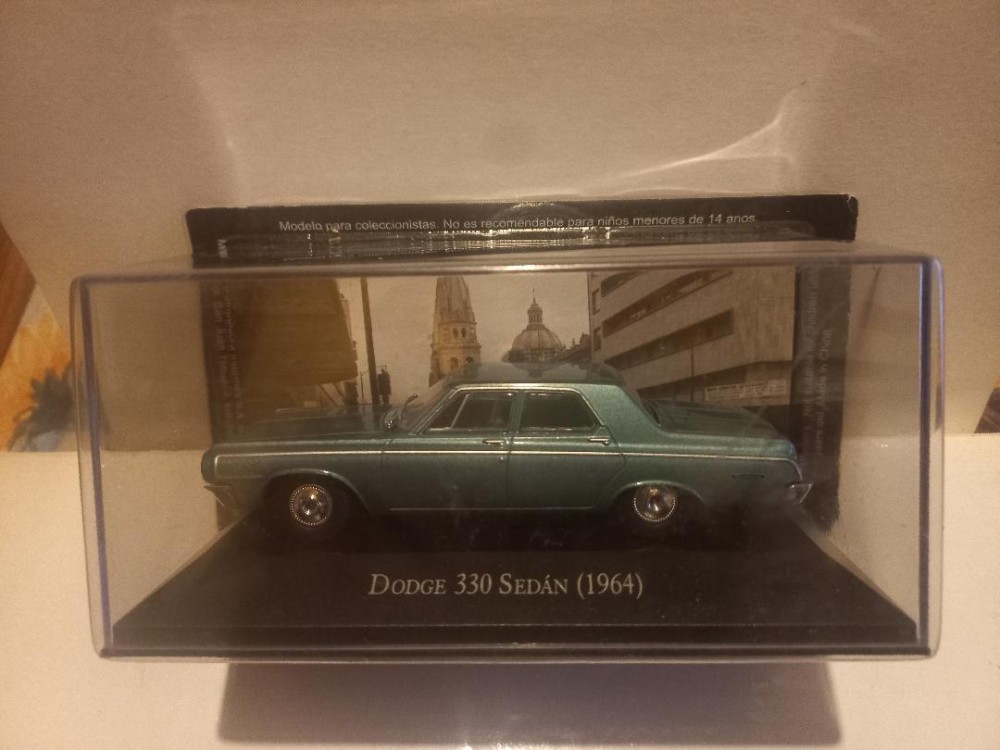 Modelo para coleccionistas. No es recomendable para niños menores de 14 años.
DODGE 330 SEDÁN (1964)